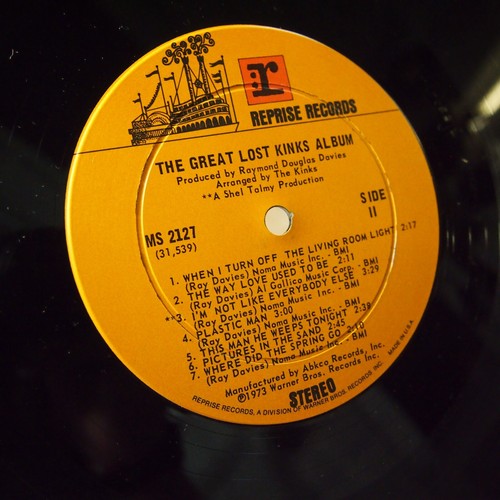 r:
REPRISE RECORDS
THE GREAT LOST KINKS ALBUM
Produced by Raymond Douglas Davies
Arranged by The Kinks
**A Shel Talmy Production
SIDE
II
MS 2127
(31,539)
1. WHEN I TURN OFF THE LIVING ROOM LIGHT 2:17
(Ray Davies) Noma Music Inc. - BMI
2. THE WAY LOVE USED TO BE 2:11
(Ray Davies) Al Gallico Music Corp. - BMI
**3. I'M NOT LIKE EVERYBODY ELSE 3:29
(Ray Davies) Noma Music Inc. - BMI
4. PLASTIC MAN 3:00
(Ray Davies) Noma Music Inc. - BMI
5. THIS MAN HE WEEPS TONIGHT 2:38
6. PICTURES IN THE SAND 2:45
7. WHERE DID THE SPRING GO 2:10
(Ray Davies) Noma Music Inc. - BMI
Manufactured by Abkco Records, Inc.
℗1973 Warner Bros. Records Inc.
STEREO
REPRISE RECORDS, A DIVISION OF WARNER BROS. RECORDS INC. MADE IN U.S.A.